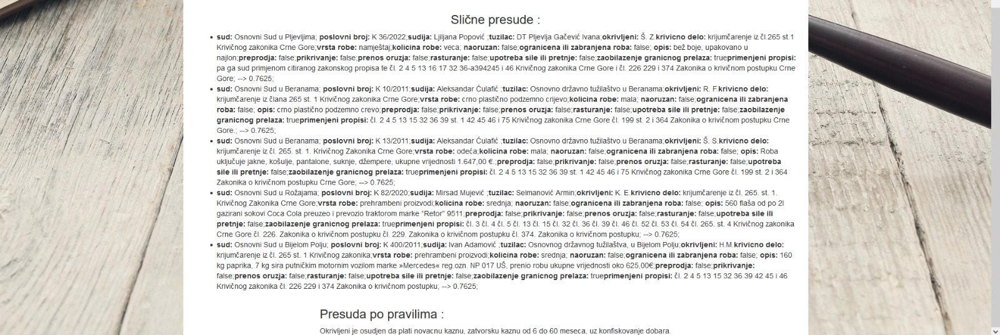 Slične presude :
• sud: Osnovni Sud u Pljevljima; poslovni broj: K 36/2022;sudija: Ljiljana Popović ;tuzilac: DT Pljevlja Gačević Ivana;okrivljeni: Š. Z.krivicno delo: krijumčarenje iz čl.265 st.1
Krivičnog zakonika Crne Gore;vrsta robe: namještaj;kolicina robe: veca; naoruzan: false;ogranicena ili zabranjena roba: false; opis: bež boje, upakovano u
najlon;preprodja: false;prikrivanje: false;prenos oruzja: false;rasturanje: false;upotreba sile ili pretnje: false;zaobilazenje granicnog prelaza: trueprimenjeni propisi:
pa ga sud primjenom citiranog zakonskog propisa te čl. 2 4 5 13 16 17 32 36-a394245 i 46 Krivičnog zakonika Crne Gore i čl. 226 229 i 374 Zakonika o krivičnom postupku Crne
Gore; --> 0.7625;
• sud: Osnovni Sud u Beranama; poslovni broj: K 10/2011;sudija: Aleksandar Ćulafić ;tuzilac: Osnovno državno tužilaštvo u Beranama;okrivljeni: R. F.krivicno delo:
krijumčarenje iz člana 265 st. 1 Krivičnog zakonika Crne Gore;vrsta robe: crno plastično podzemno crijevo;kolicina robe: mala; naoruzan: false;ogranicena ili zabranjena
roba: false; opis: crno plastično podzemno crevo;preprodja: false;prikrivanje: false;prenos oruzja: false;rasturanje: false;upotreba sile ili pretnje: false;zaobilazenje
granicnog prelaza: trueprimenjeni propisi: čl. 2 4 5 13 15 32 36 39 st. 1 42 45 46 i 75 Krivičnog zakonika Crne Gore čl. 199 st. 2 i 364 Zakonika o krivičnom postupku Crne
Gore.; --> 0.7625;
• sud: Osnovni Sud u Beranama; poslovni broj: K 13/2011;sudija: Aleksandar Ćulafić ;tuzilac: Osnovno državno tužilaštvo u Beranama;okrivljeni: Š. S.krivicno delo:
krijumčarenje iz čl. 265. st. 1. Krivičnog Zakonika Crne Gore;vrsta robe: odeća;kolicina robe: mala; naoruzan: false;ogranicena ili zabranjena roba: false; opis: Roba
uključuje jakne, košulje, pantalone, suknje, džempere, ukupne vrijednosti 1.647,00 €.;preprodja: false;prikrivanje: false;prenos oruzja: false;rasturanje: false;upotreba
sile ili pretnje: false;zaobilazenje granicnog prelaza: trueprimenjeni propisi: čl. 2 4 5 13 15 32 36 39 st. 1 42 45 46 i 75 Krivičnog zakonika Crne Gore čl. 199 st. 2 i 364
Zakonika o krivičnom postupku Crne Gore; --> 0.7625;
• sud: Osnovni Sud u Rožajama; poslovni broj: K 82/2020;sudija: Mirsad Mujević ;tuzilac: Selmanović Armin;okrivljeni: K. E.krivicno delo: krijumčarenje iz čl. 265. st. 1.
Krivičnog Zakonika Crne Gore;vrsta robe: prehrambeni proizvodi;kolicina robe: srednja; naoruzan: false;ogranicena ili zabranjena roba: false; opis: 560 flaša od po 2l
gazirani sokovi Coca Cola preuzeo i prevozio traktorom marke “Retor” 9511;preprodja: false;prikrivanje: false;prenos oruzja: false;rasturanje: false;upotreba sile ili
pretnje: false;zaobilazenje granicnog prelaza: trueprimenjeni propisi: čl. 3 čl. 4 čl. 5 čl. 13 čl. 15 čl. 32 čl. 36 čl. 39 čl. 46 čl. 52 čl. 53 čl. 54 čl. 265. st. 4 Krivičnog zakonika
Crne Gore čl. 226. Zakonika o krivičnom postupku čl. 229. Zakonika o krivičnom postupku čl. 374. Zakonika o krivičnom postupku; --> 0.7625;
• sud: Osnovni Sud u Bijelom Polju; poslovni broj: K 400/2011;sudija: Ivan Adamović ;tuzilac: Osnovnog državnog tužilaštva, u Bijelom Polju;okrivljeni: H.M.krivicno delo:
krijumčarenje iz čl. 265 st. 1 Krivičnog zakonika;vrsta robe: prehrambeni proizvodi;kolicina robe: srednja; naoruzan: false;ogranicena ili zabranjena roba: false; opis: 160
kg paprika, 7 kg sira putničkim motornim vozilom marke »Mercedes« reg.ozn. NP 017 UŠ, prenio robu ukupne vrijednosti oko 625,00€;preprodja: false;prikrivanje:
false;prenos oruzja: false;rasturanje: false;upotreba sile ili pretnje: false;zaobilazenje granicnog prelaza: trueprimenjeni propisi: čl. 2 4 5 13 15 32 36 39 42 45 i 46
Krivičnog zakonika čl. 226 229 i 374 Zakonika o krivičnom postupku; --> 0.7625;
Presuda po pravilima :
Okrivljeni je osudjen da plati novacnu kaznu, zatvorsku kaznu od 6 do 60 meseca, uz konfiskovanje dobara.